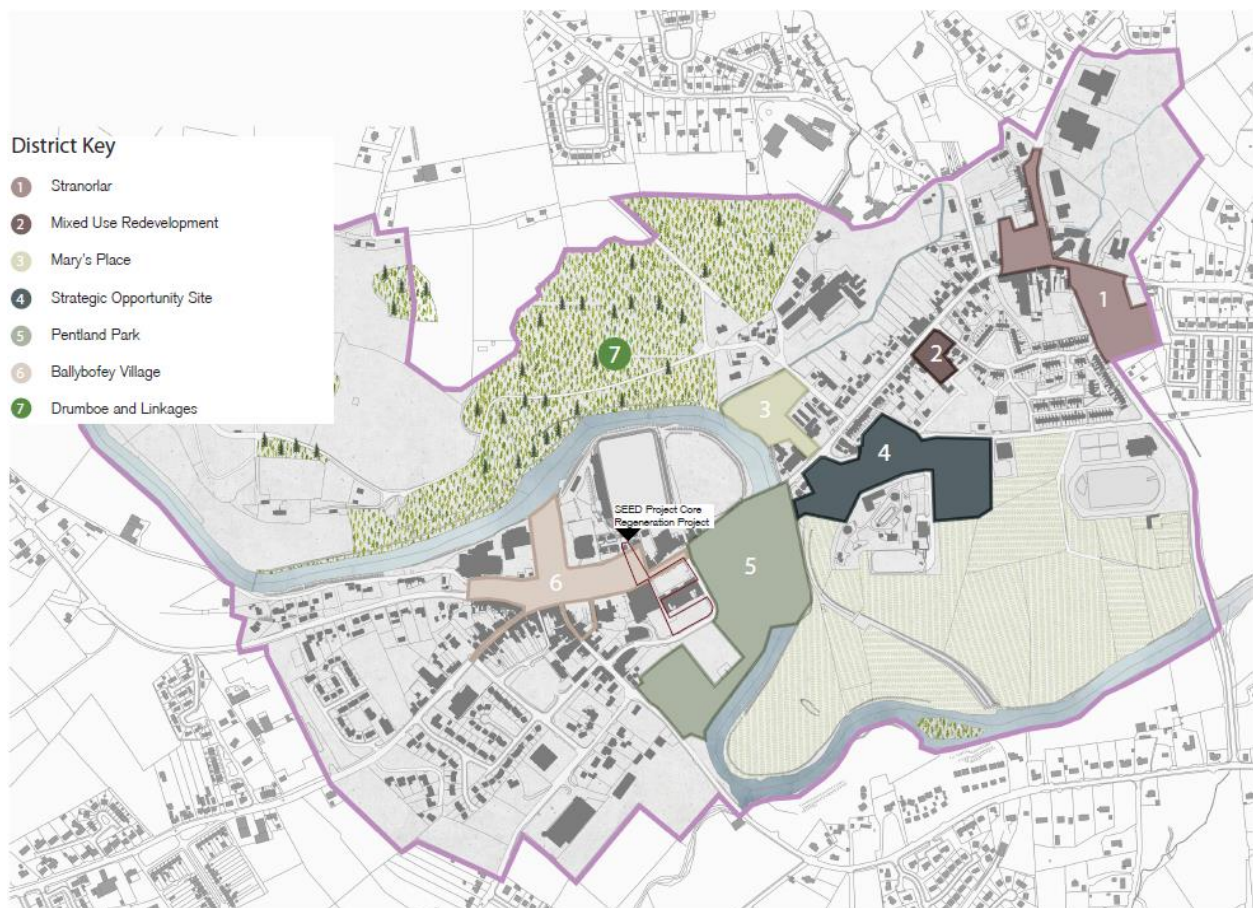 District Key
1 Stranorlar
2 Mixed Use Redevelopment
3 Mary's Place
4 Strategic Opportunity Site
5 Pentland Park
6 Ballybofey Village
7 Drumboe and Linkages
1
2
7
3
4
SEED Project Core
Regeneration Project
5
6